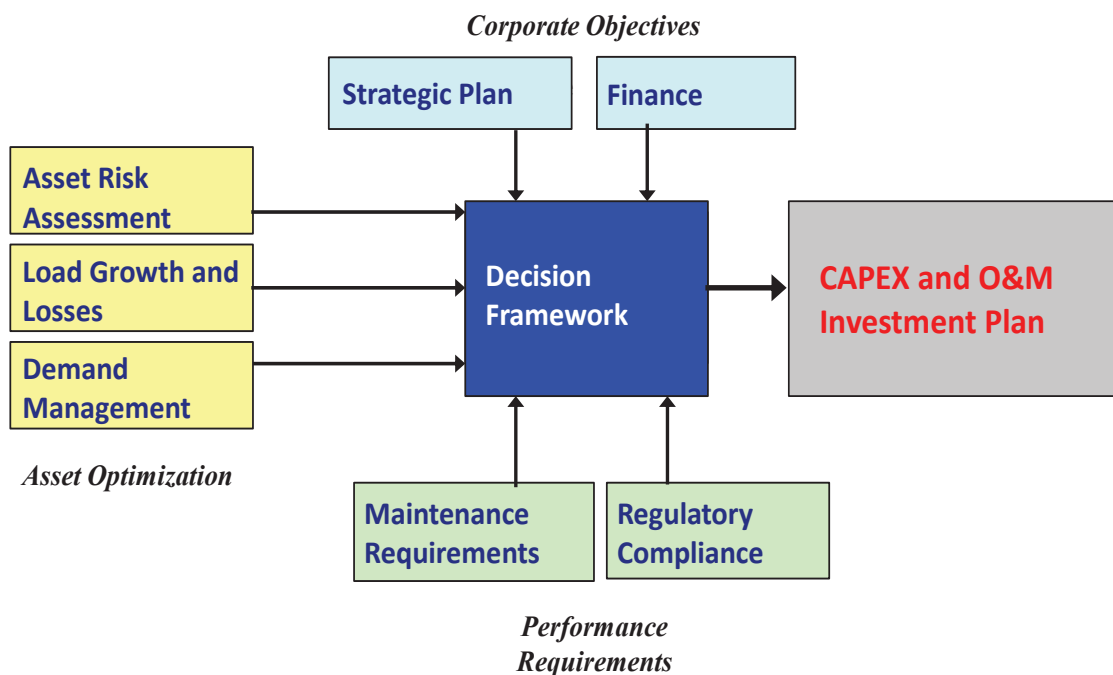 Corporate Objectives
Strategic Plan
Finance
Asset Risk
Assessment
Load Growth and
Losses
Demand
Management
Asset Optimization
Decision
Framework
CAPEX and O&M
Investment Plan
Maintenance
Requirements
Regulatory
Compliance
Performance
Requirements